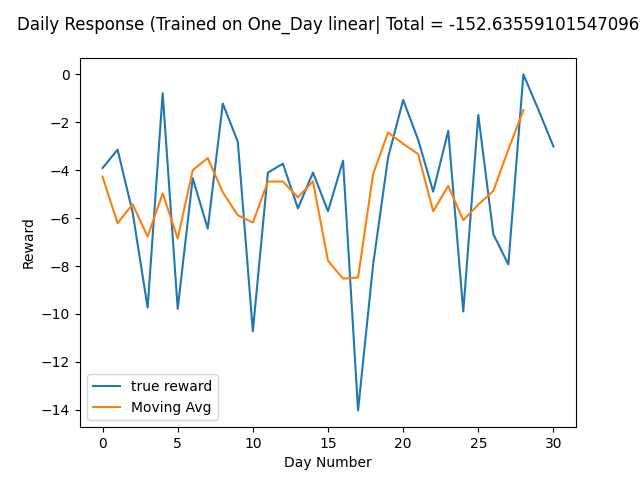 Daily Response (Trained on One_Day linear| Total = -152.63559101547096
0
−2
−4
−6
−8
−10
−12
−14
Reward
true reward
Moving Avg
0 5 10 15 20 25 30
Day Number